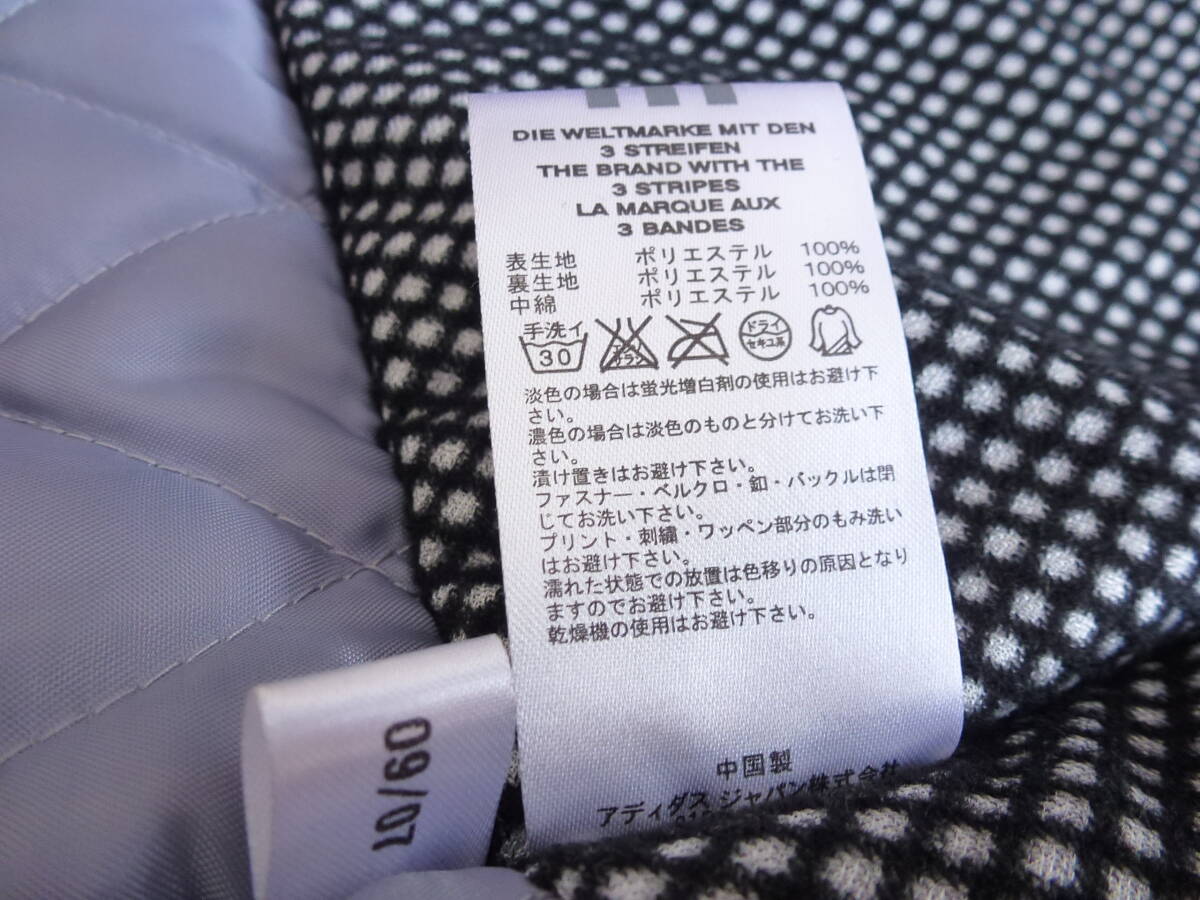 DIE WELTMARKE MIT DEN
3 STREIFEN
THE BRAND WITH THE
3 STRIPES
LA MARQUE AUX
3 BANDES
表生地 ポリエステル 100%
裏生地 ポリエステル 100%
中綿 ポリエステル 100%
手洗イ
30
ドライ
セキユ系
淡色の場合は蛍光増白剤の使用はお避け下
さい。
濃色の場合は淡色のものと分けてお洗い下
さい。
漬け置きはお避け下さい。
ファスナー・ベルクロ・釦・バックルは閉
じてお洗い下さい。
プリント・刺繍・ワッペン部分のもみ洗い
はお避け下さい。
濡れた状態での放置は色移りの原因となり
ますのでお避け下さい。
乾燥機の使用はお避け下さい。
中国製
アディダス ジャパン株式会社
09/07